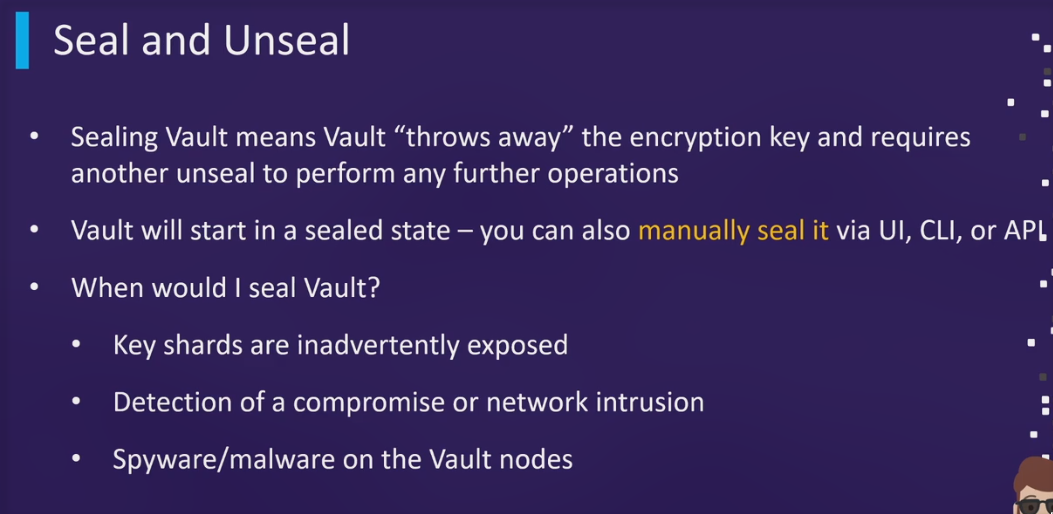 Seal and Unseal
• Sealing Vault means Vault “throws away” the encryption key and requires
another unseal to perform any further operations
• Vault will start in a sealed state – you can also manually seal it via UI, CLI, or API
• When would I seal Vault?
• Key shards are inadvertently exposed
• Detection of a compromise or network intrusion
• Spyware/malware on the Vault nodes